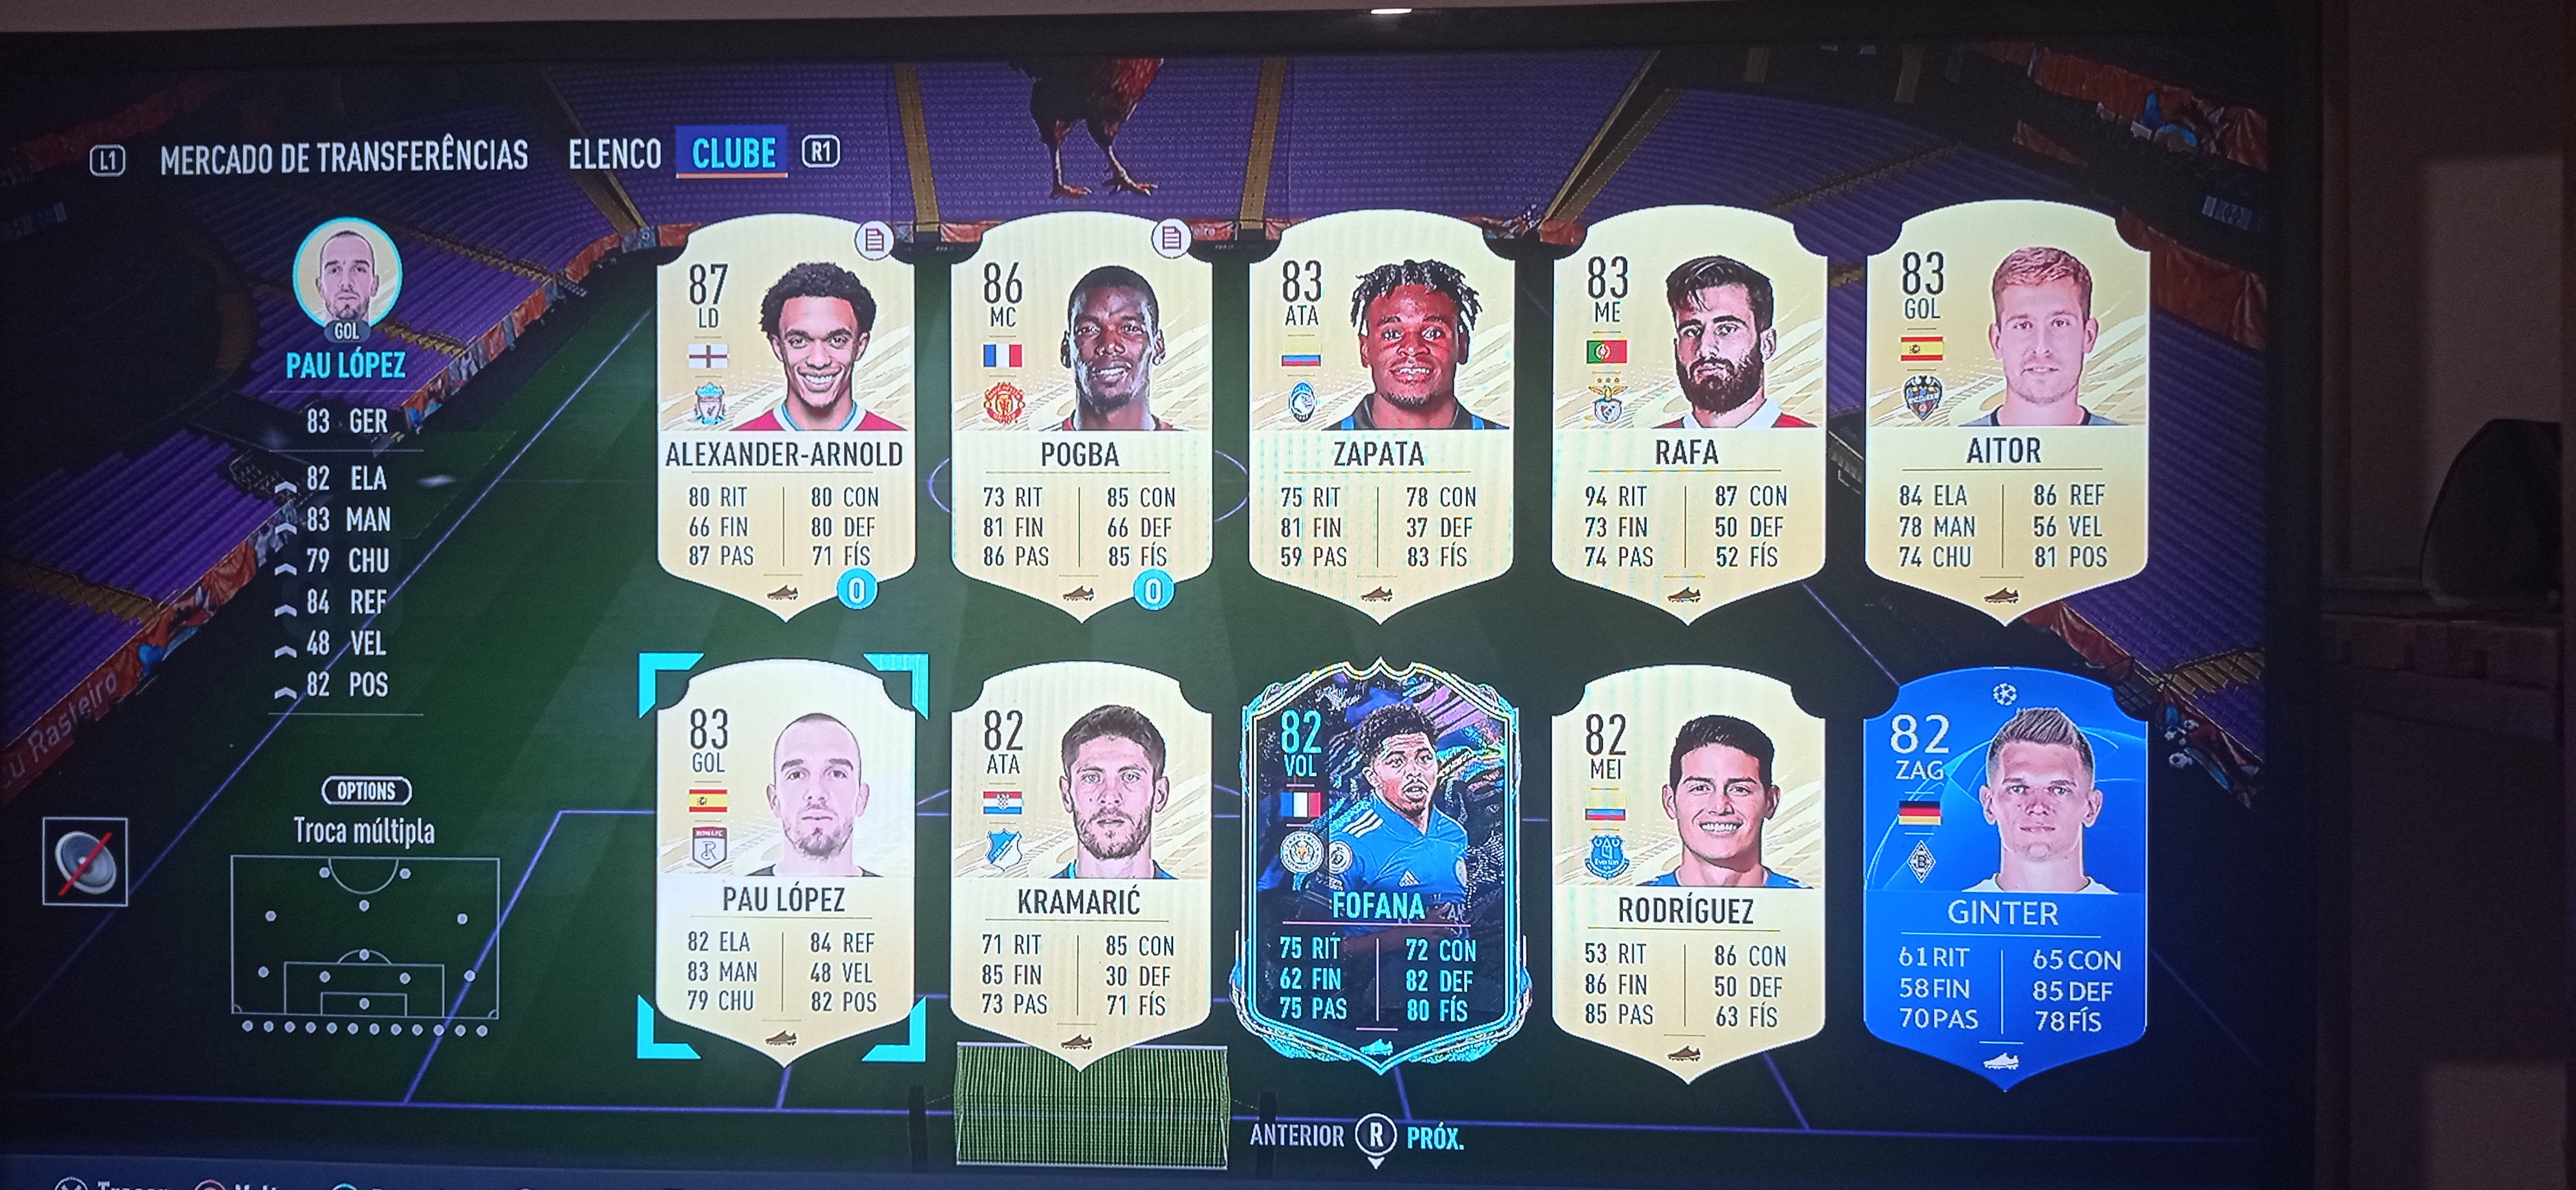 L1 MERCADO DE TRANSFERÊNCIAS ELENCO CLUBE R1
GOL
PAU LÓPEZ
83 GER
82 ELA
83 MAN
79 CHU
84 REF
48 VEL
82 POS
OPTIONS
Troca múltipla
87
LD
ALEXANDER-ARNOLD
80 RIT 80 CON
66 FIN 80 DEF
87 PAS 71 FÍS
0
86
MC
POGBA
73 RIT 85 CON
81 FIN 66 DEF
86 PAS 85 FÍS
0
83
ATA
ZAPATA
75 RIT 78 CON
81 FIN 37 DEF
59 PAS 83 FÍS
83
ME
RAFA
94 RIT 87 CON
73 FIN 50 DEF
74 PAS 52 FÍS
83
GOL
AITOR
84 ELA 86 REF
78 MAN 56 VEL
74 CHU 81 POS
83
GOL
PAU LÓPEZ
82 ELA 84 REF
83 MAN 48 VEL
79 CHU 82 POS
82
ATA
KRAMARIĆ
71 RIT 85 CON
85 FIN 30 DEF
73 PAS 71 FÍS
82
VOL
FOFANA
75 RIT 72 CON
62 FIN 82 DEF
75 PAS 80 FÍS
82
MEI
Everton
RODRÍGUEZ
53 RIT 86 CON
86 FIN 50 DEF
85 PAS 63 FÍS
82
ZAG
GINTER
61 RIT 65 CON
58 FIN 85 DEF
70 PAS 78 FÍS
Rasteiro
ANTERIOR R PRÓX.